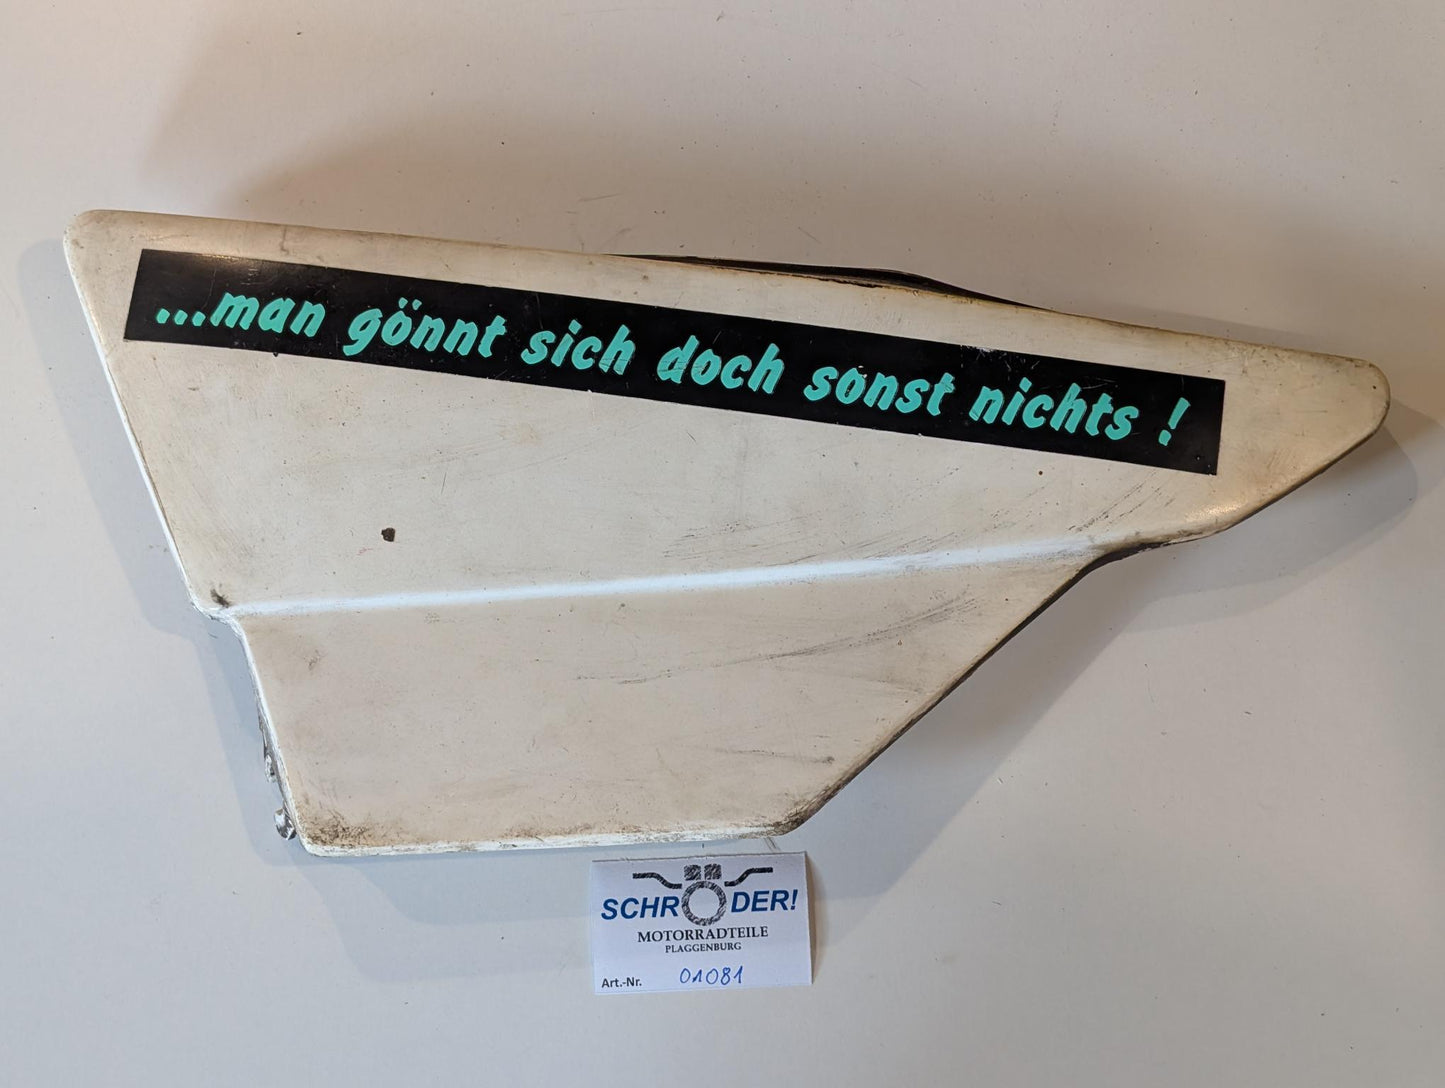 ...man gönnt sich doch sonst nichts !
SCHRÖDER!
MOTORRADTEILE
PLAGGENBURG
Art.-Nr. 01081